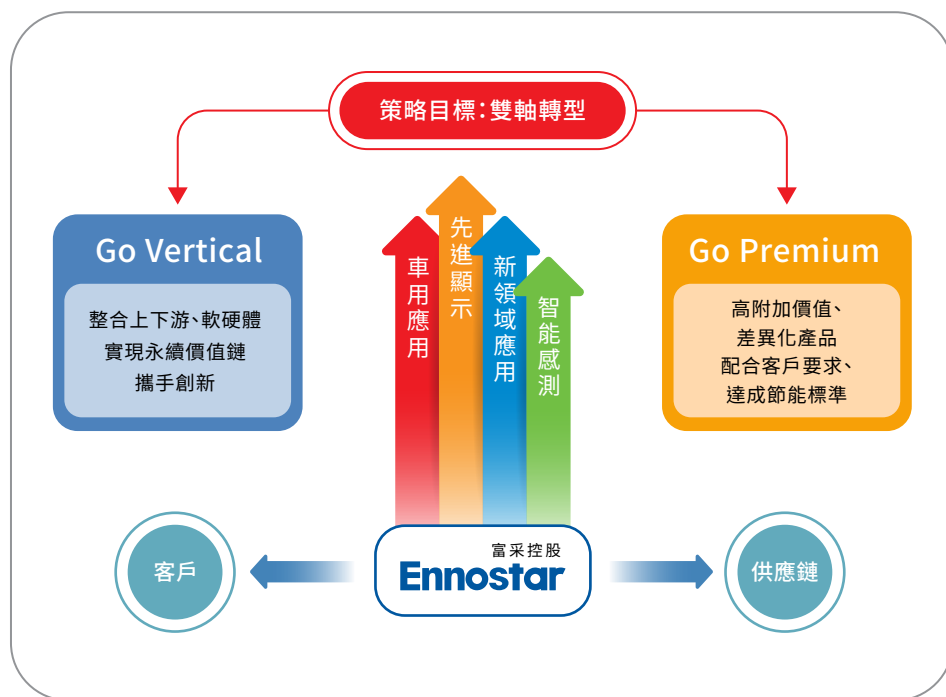 策略目標：雙軸轉型
Go Vertical
整合上下游、軟硬體
實現永續價值鏈
攜手創新
車用應用
先進顯示
新領域應用
智能感測
Go Premium
高附加價值、
差異化產品
配合客戶要求、
達成節能標準
客戶
富采控股
Ennostar
供應鏈